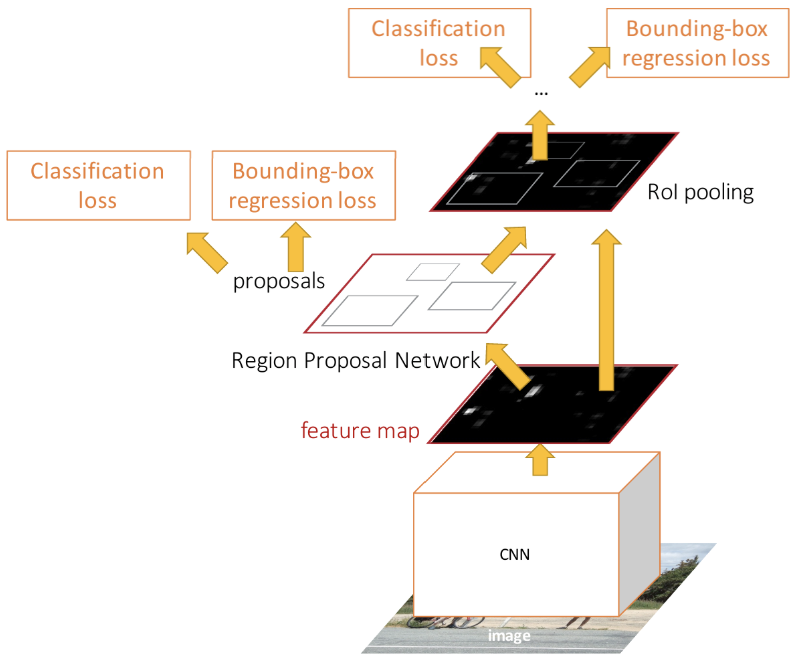 Classification
loss
Bounding-box
regression loss
...
Classification
loss
Bounding-box
regression loss
RoI pooling
proposals
Region Proposal Network
feature map
CNN
image